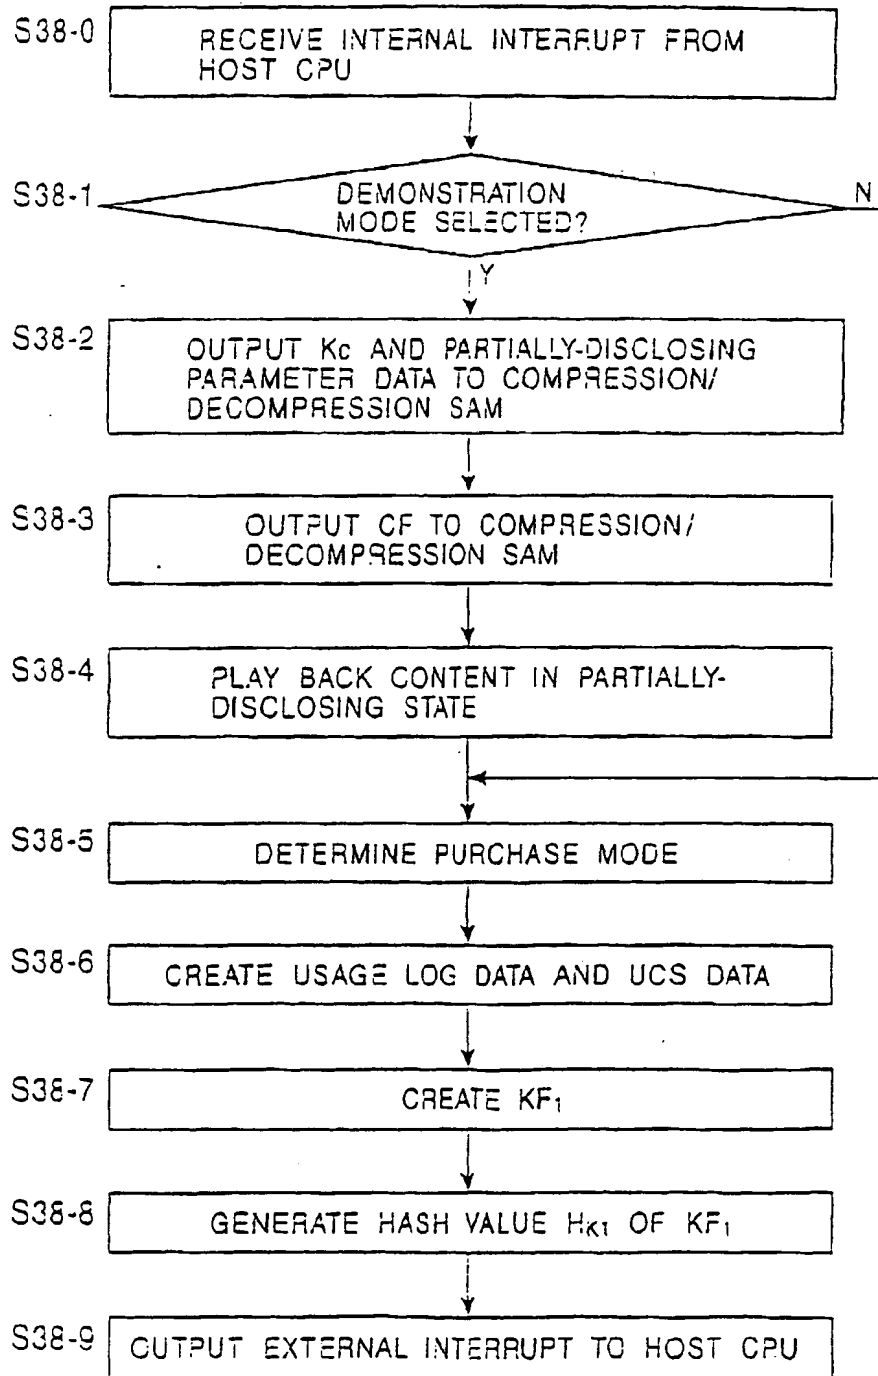 S38-0
RECEIVE INTERNAL INTERRUPT FROM
HOST CPU
S38-1
DEMONSTRATION
MODE SELECTED?
N
Y
S38-2
OUTPUT Kc AND PARTIALLY-DISCLOSING
PARAMETER DATA TO COMPRESSION/
DECOMPRESSION SAM
S38-3
OUTPUT CF TO COMPRESSION/
DECOMPRESSION SAM
S38-4
PLAY BACK CONTENT IN PARTIALLY-
DISCLOSING STATE
S38-5
DETERMINE PURCHASE MODE
S38-6
CREATE USAGE LOG DATA AND UCS DATA
S38-7
CREATE KF₁
S38-8
GENERATE HASH VALUE Hκ₁ OF KF₁
S38-9
OUTPUT EXTERNAL INTERRUPT TO HOST CPU